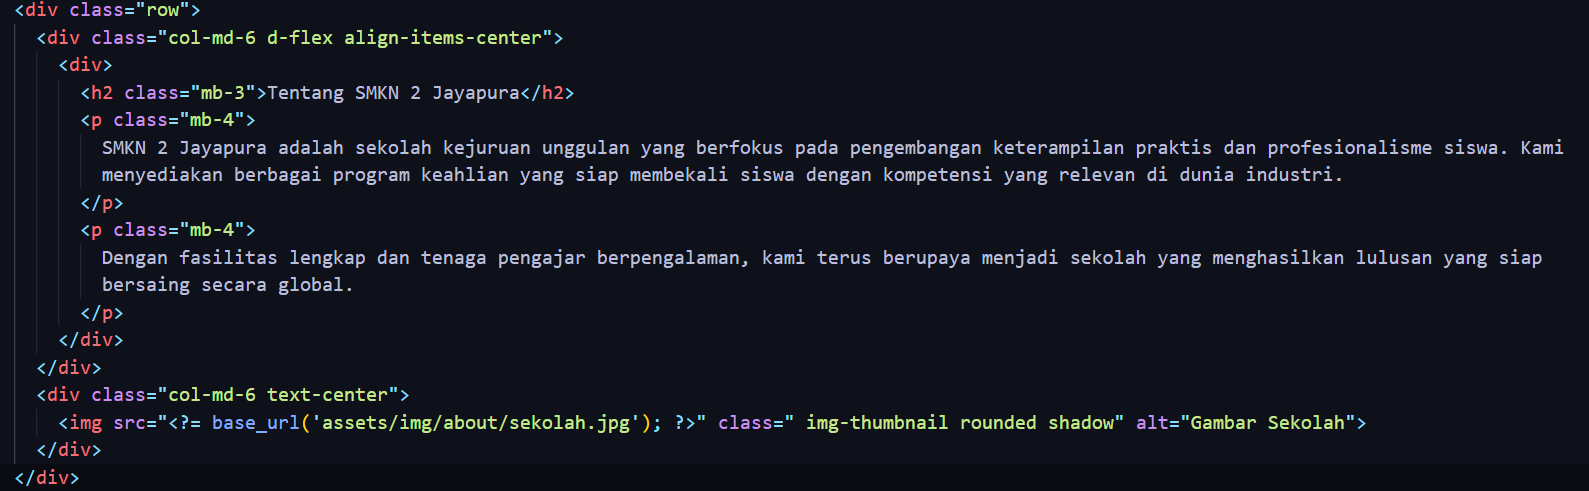 <div class="row">
<div class="col-md-6 d-flex align-items-center">
<div>
<h2 class="mb-3">Tentang SMKN 2 Jayapura</h2>
<p class="mb-4">
SMKN 2 Jayapura adalah sekolah kejuruan unggulan yang berfokus pada pengembangan keterampilan praktis dan profesionalisme siswa. Kami
menyediakan berbagai program keahlian yang siap membekali siswa dengan kompetensi yang relevan di dunia industri.
</p>
<p class="mb-4">
Dengan fasilitas lengkap dan tenaga pengajar berpengalaman, kami terus berupaya menjadi sekolah yang menghasilkan lulusan yang siap
bersaing secara global.
</p>
</div>
</div>
<div class="col-md-6 text-center">
<img src="<?= base_url('assets/img/about/sekolah.jpg'); ?>" class=" img-thumbnail rounded shadow" alt="Gambar Sekolah">
</div>
</div>